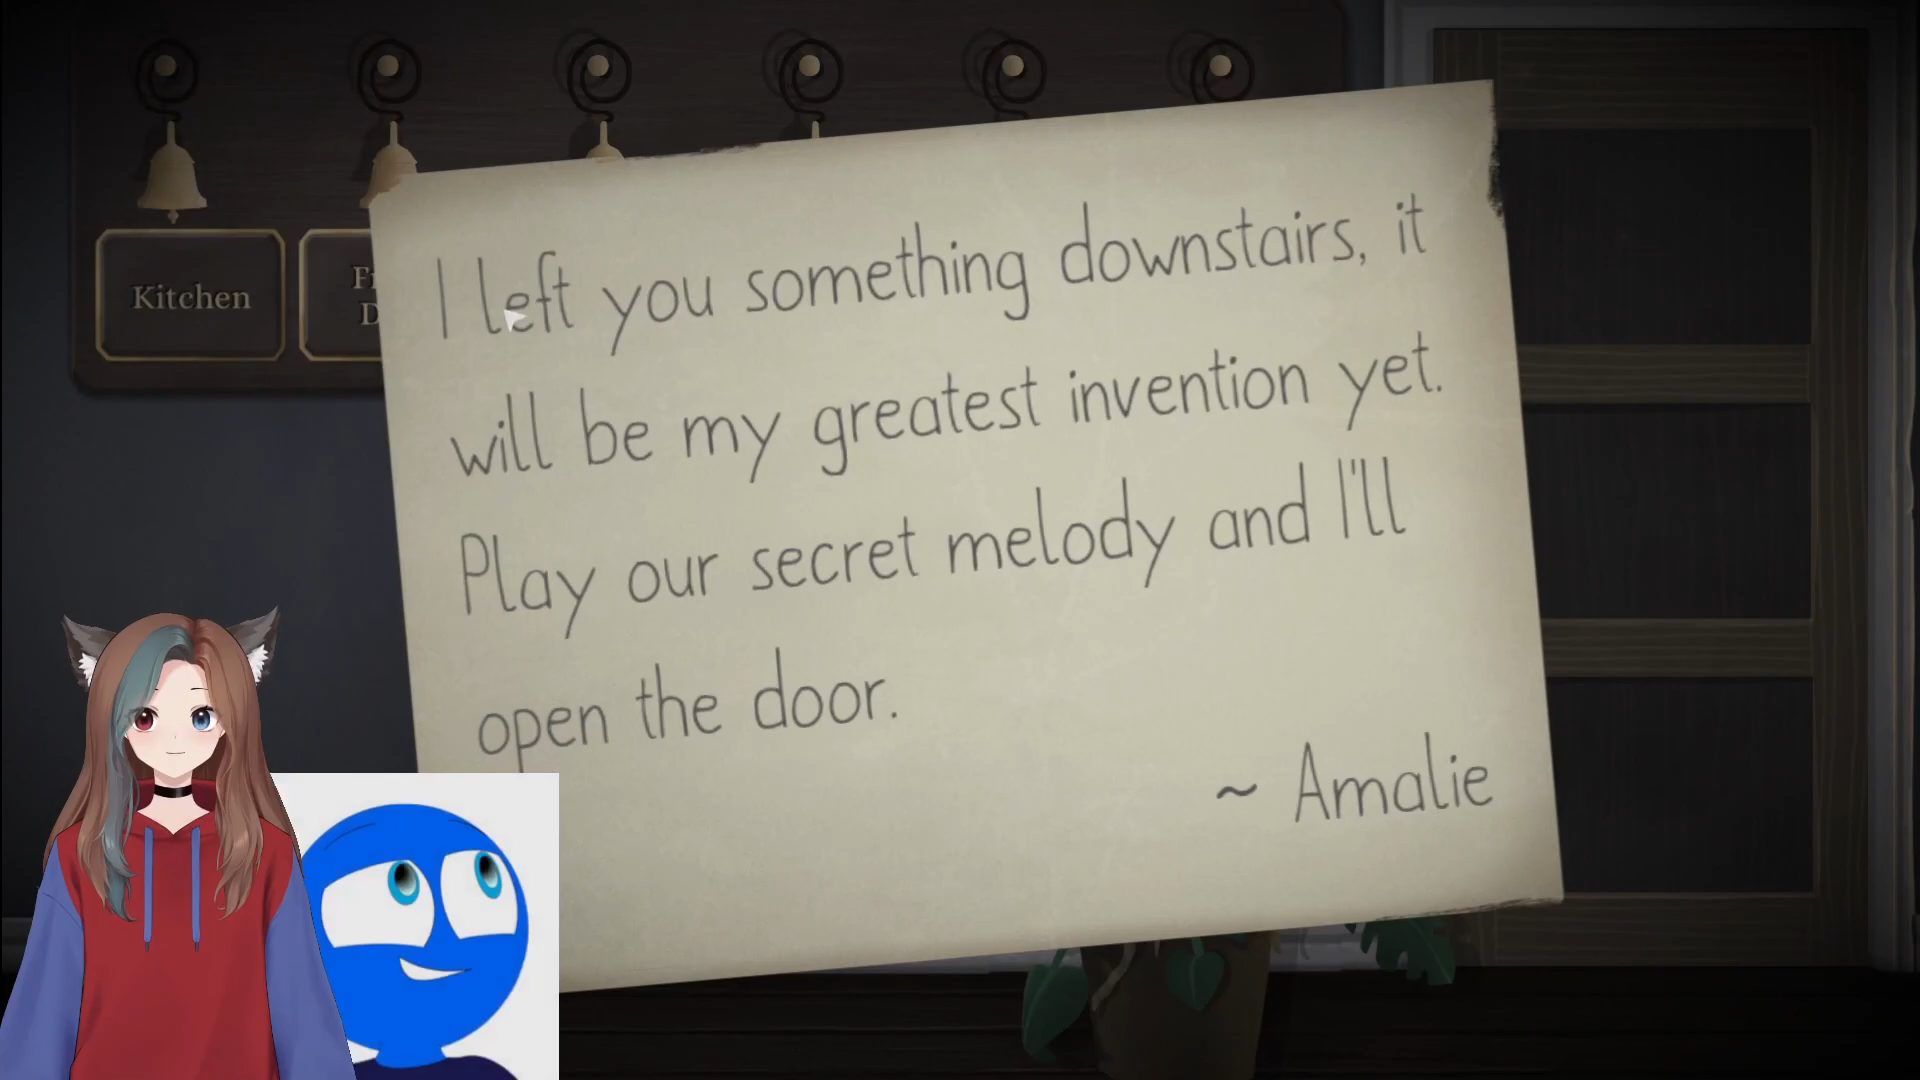 Kitchen
I left you something downstairs, it
will be my greatest invention yet.
Play our secret melody and I'll
open the door.
~ Amalie